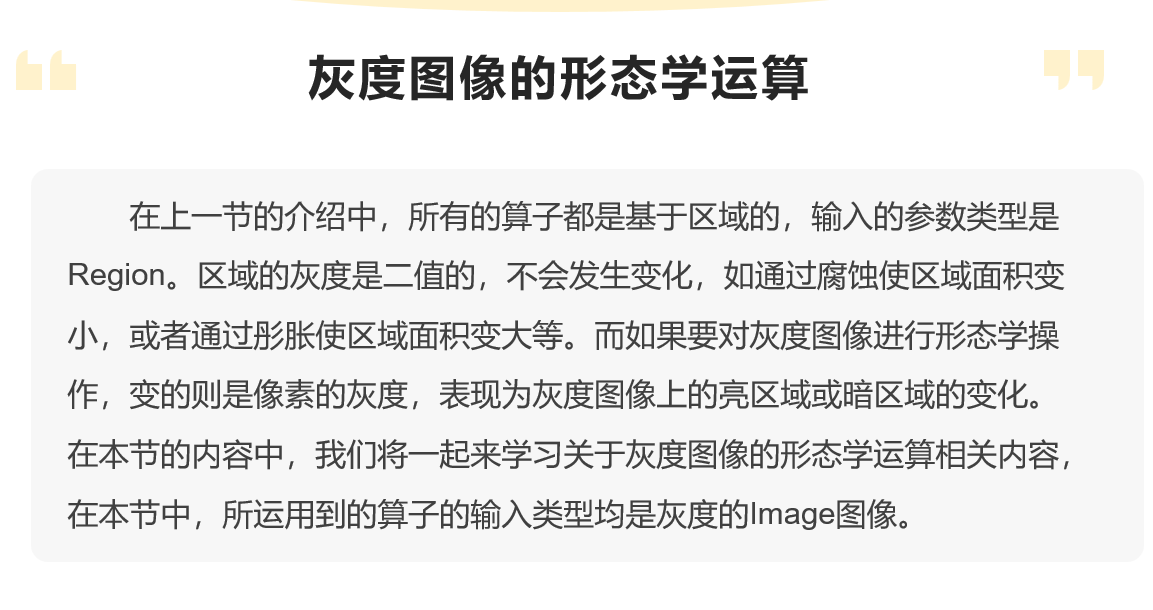 灰度图像的形态学运算
在上一节的介绍中，所有的算子都是基于区域的，输入的参数类型是
Region。区域的灰度是二值的，不会发生变化，如通过腐蚀使区域面积变
小，或者通过彤胀使区域面积变大等。而如果要对灰度图像进行形态学操
作，变的则是像素的灰度，表现为灰度图像上的亮区域或暗区域的变化。
在本节的内容中，我们将一起来学习关于灰度图像的形态学运算相关内容，
在本节中，所运用到的算子的输入类型均是灰度的Image图像。